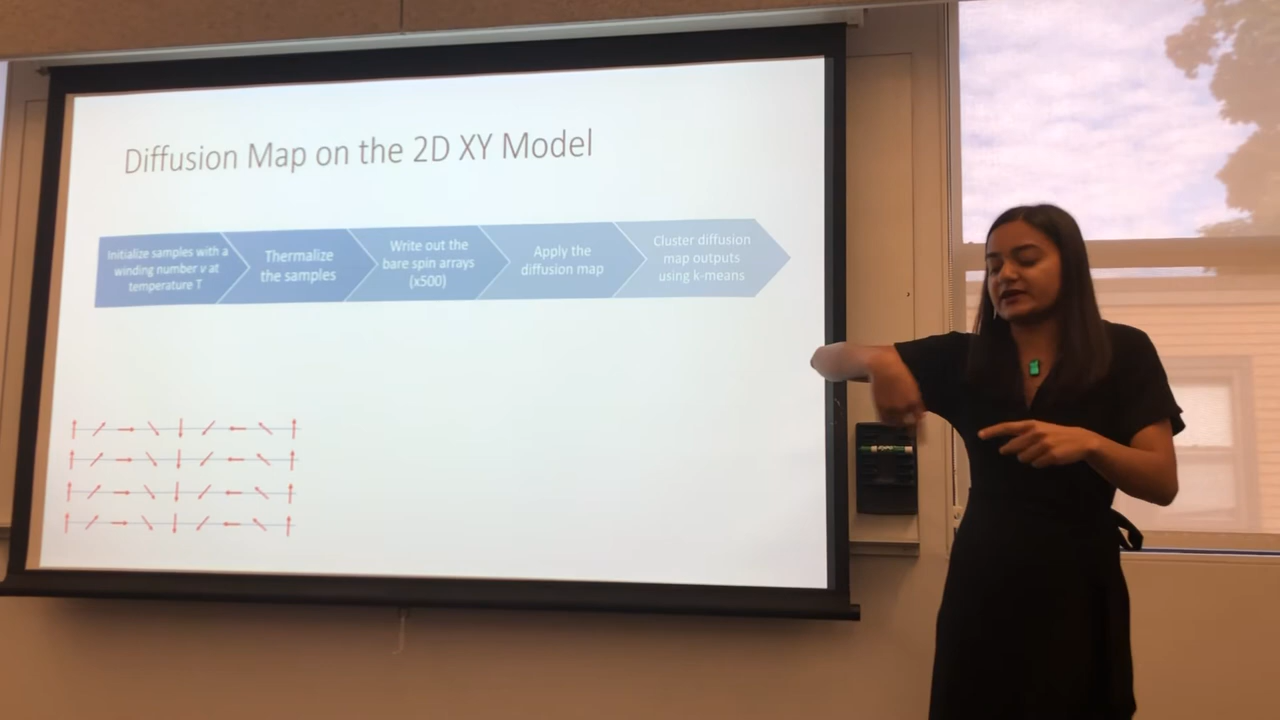 Diffusion Map on the 2D XY Model
Initialize samples with a
winding number v at
temperature T
Thermalize
the samples
Write out the
bare spin arrays
(x500)
Apply the
diffusion map
Cluster diffusion
map outputs
using k-means